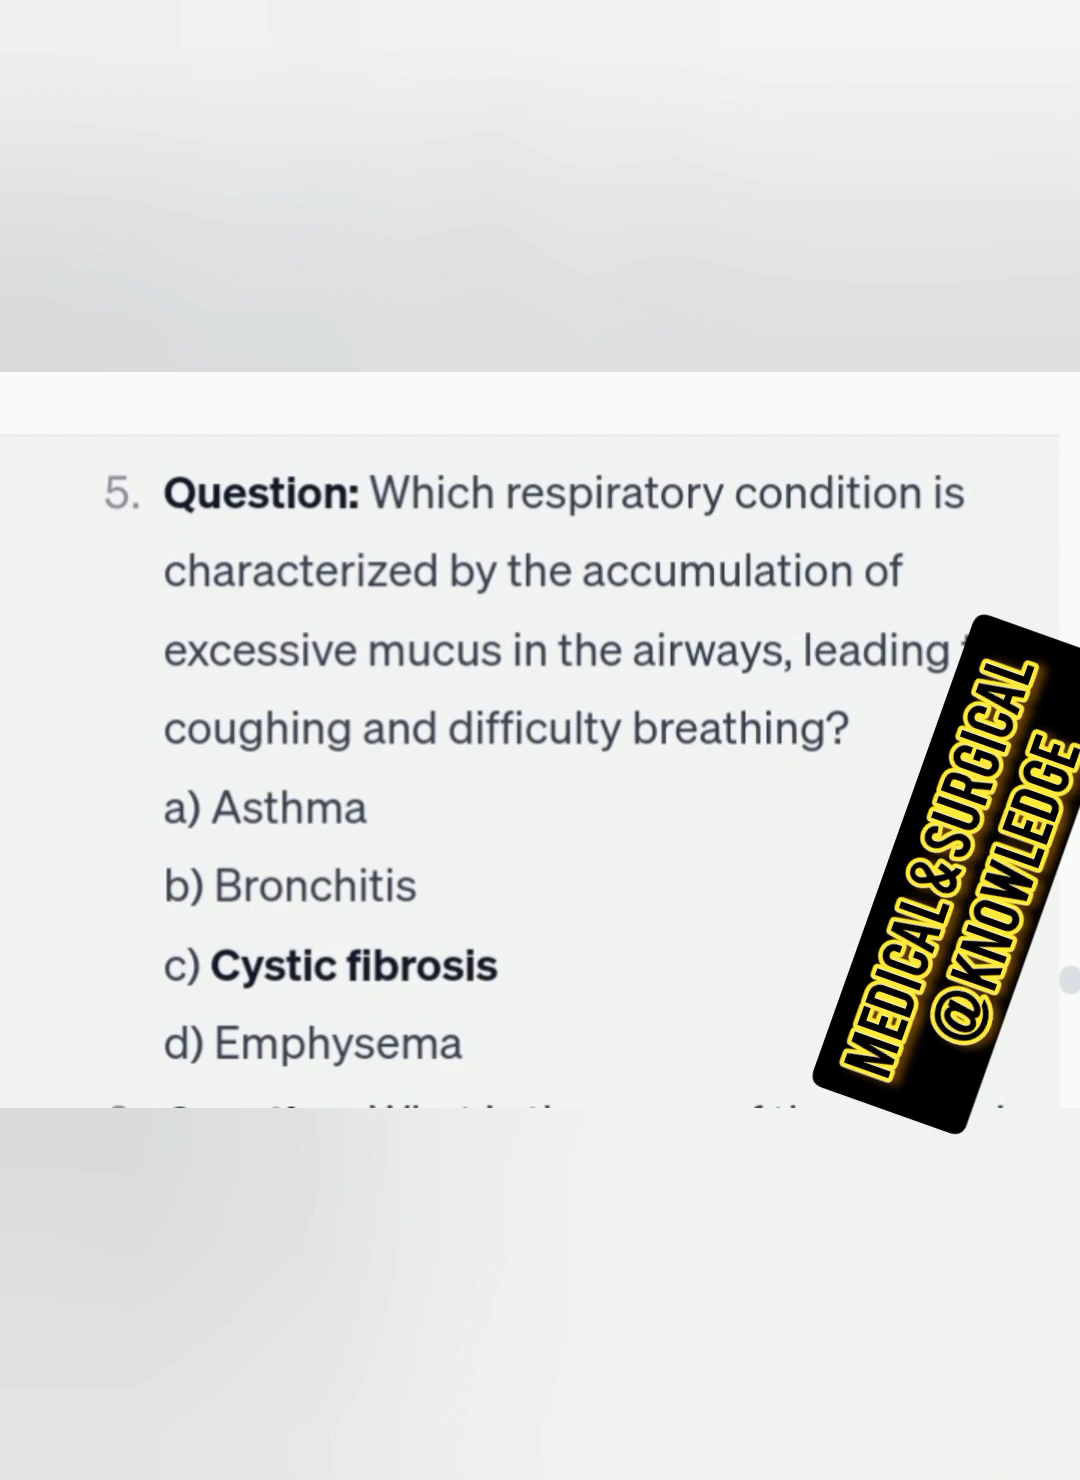 5. Question: Which respiratory condition is
characterized by the accumulation of
excessive mucus in the airways, leading
coughing and difficulty breathing?
a) Asthma
b) Bronchitis
c) Cystic fibrosis
d) Emphysema
MEDICAL & SURGICAL
@KNOWLEDGE